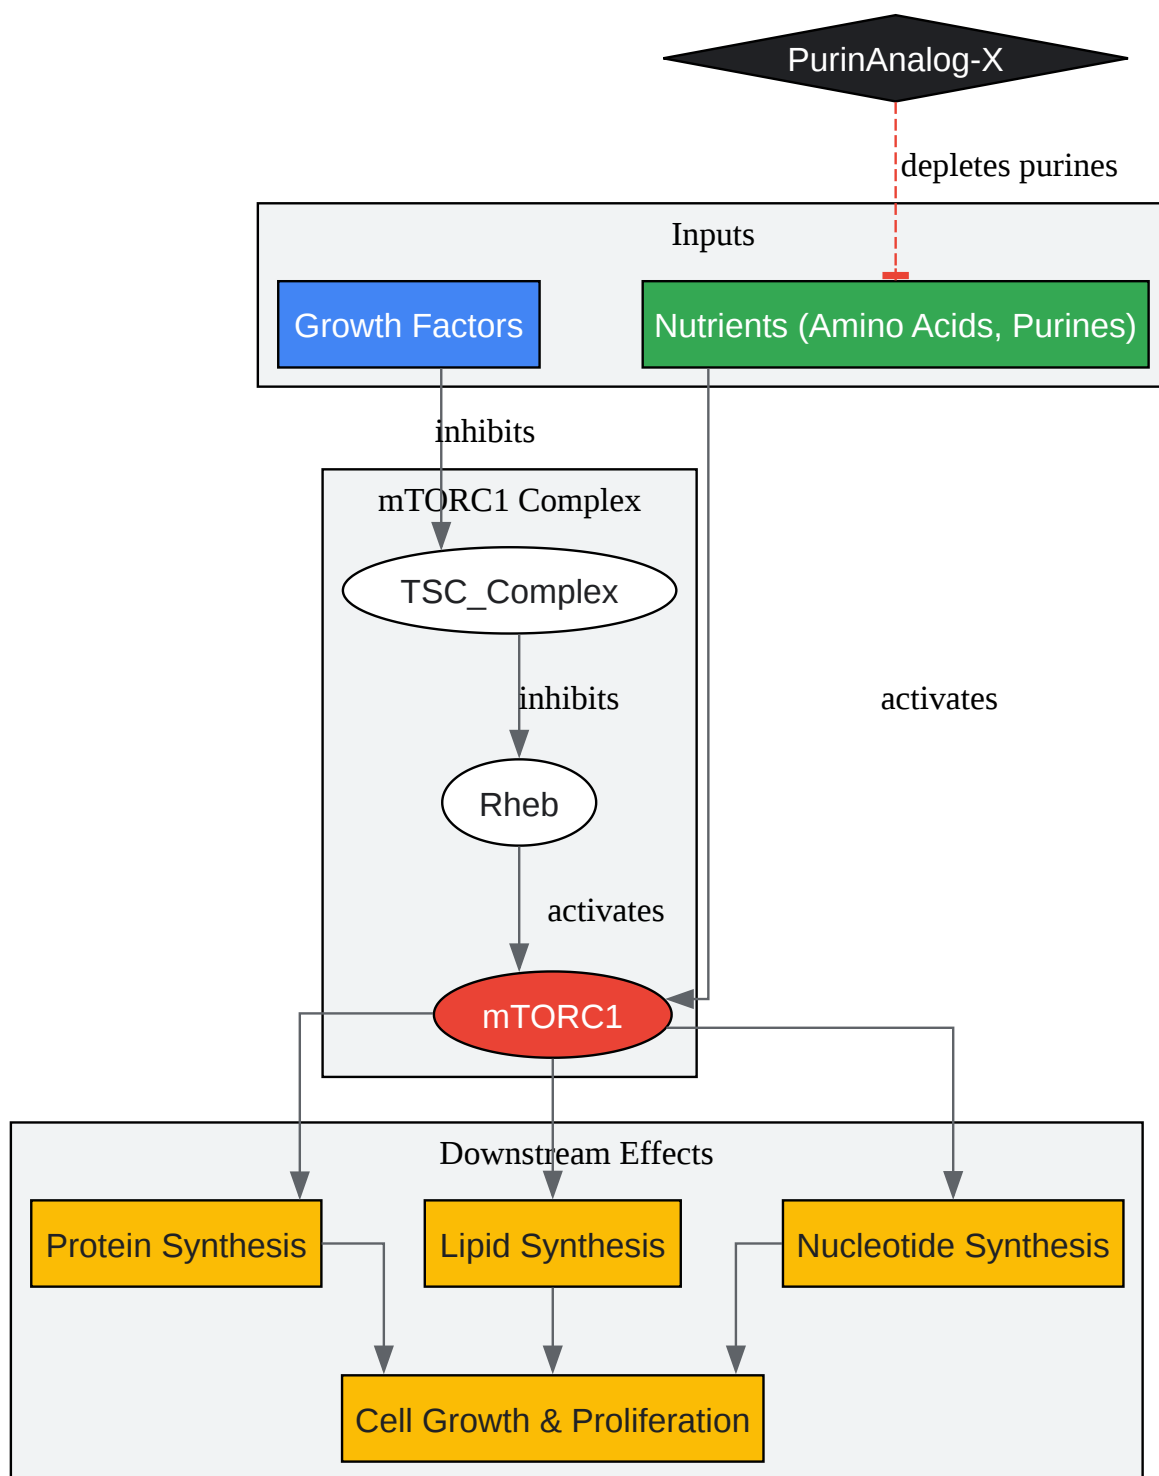 PurinAnalog-X
depletes purines
Inputs
Growth Factors
Nutrients (Amino Acids, Purines)
inhibits
mTORC1 Complex
TSC_Complex
inhibits
activates
Rheb
activates
mTORC1
Downstream Effects
Protein Synthesis
Lipid Synthesis
Nucleotide Synthesis
Cell Growth & Proliferation